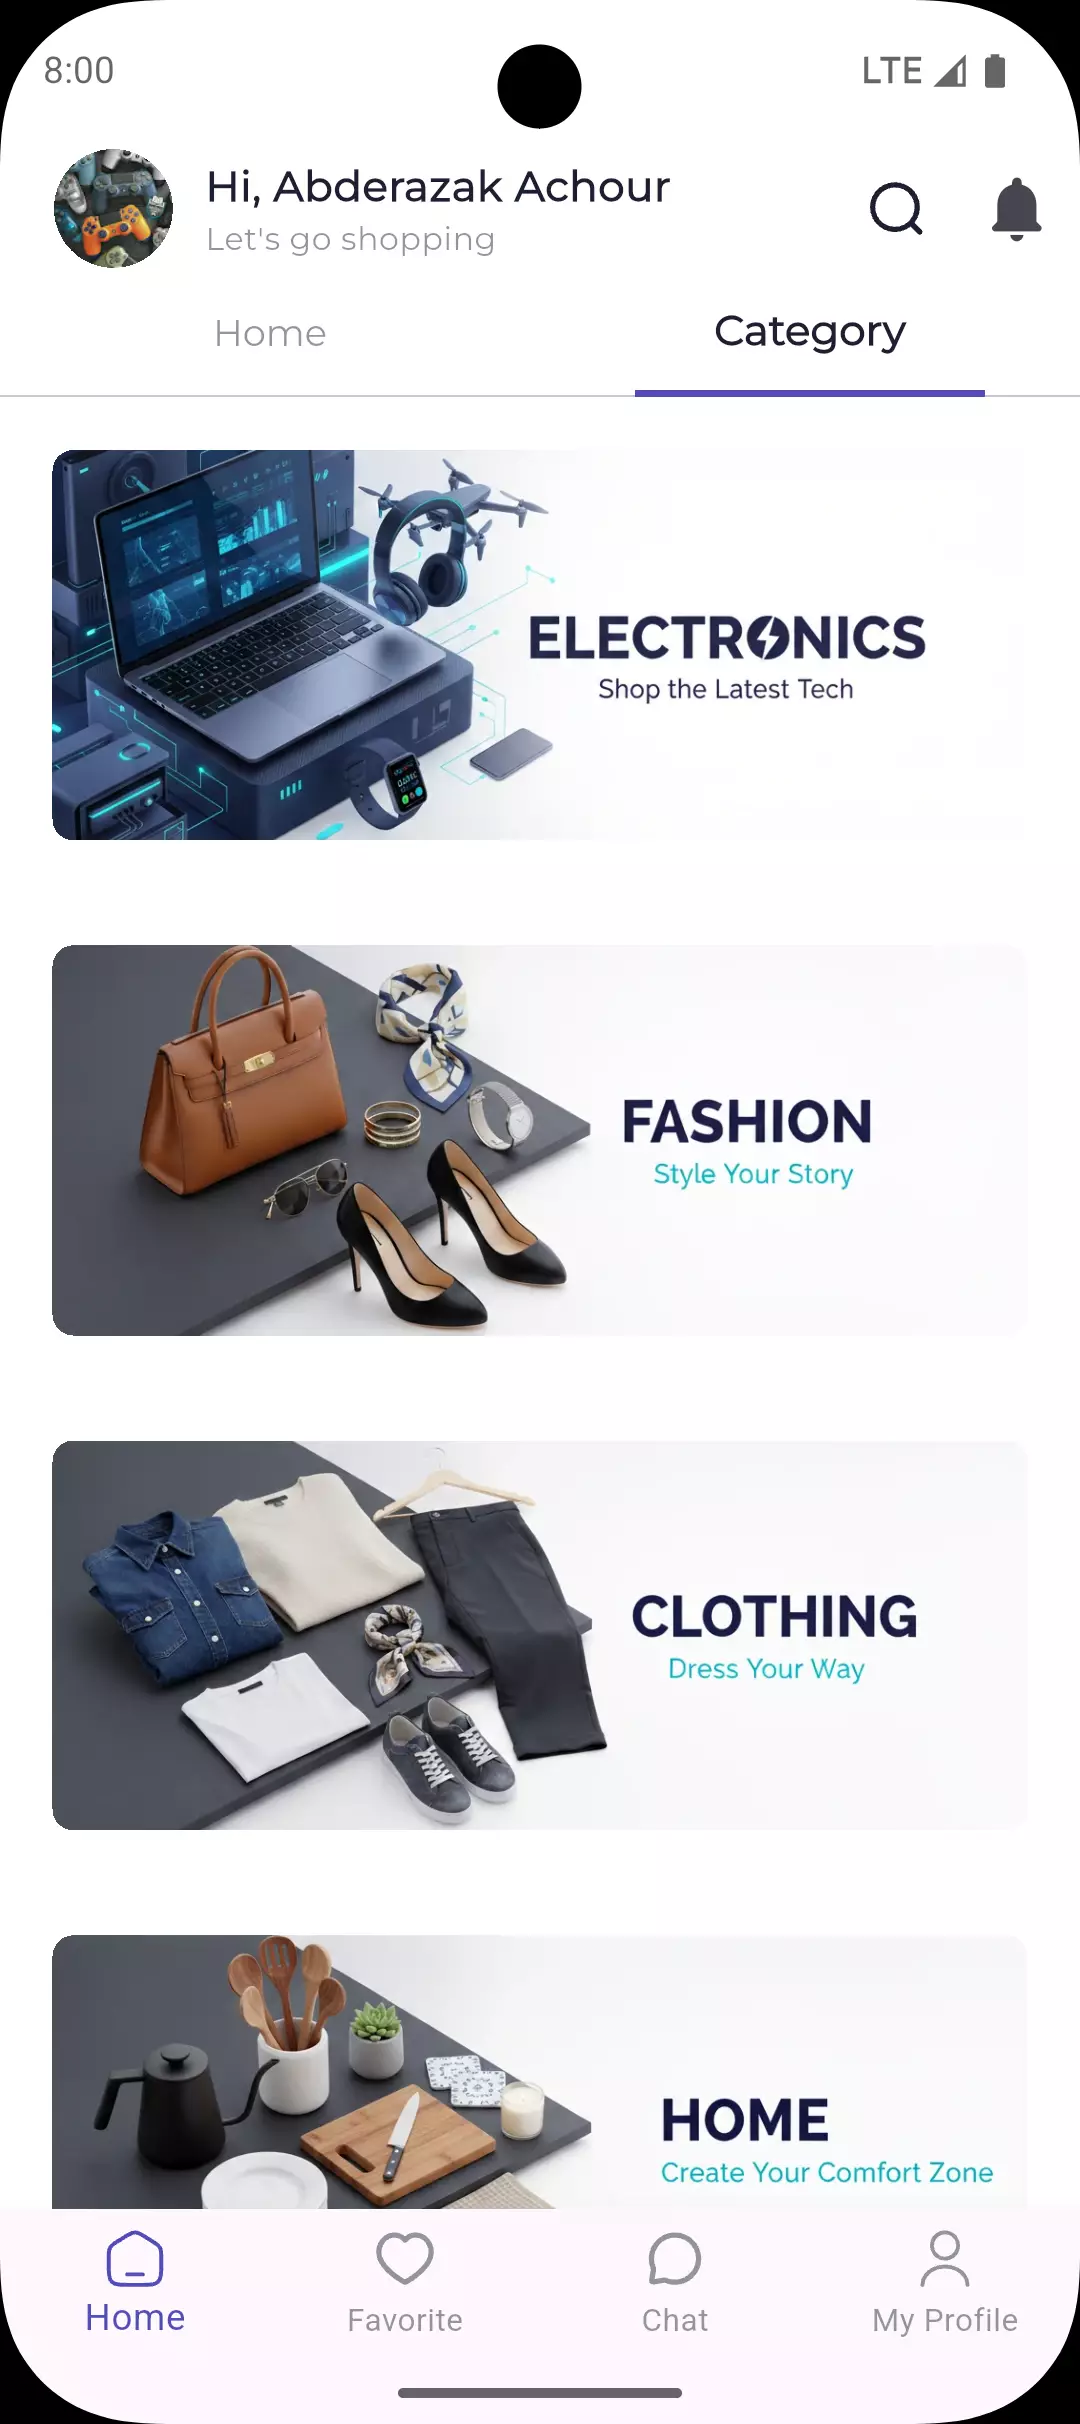 8:00
LTE
Hi, Abderazak Achour
Let's go shopping
Home
Category
ELECTRONICS
Shop the Latest Tech
FASHION
Style Your Story
CLOTHING
Dress Your Way
HOME
Create Your Comfort Zone
Home
Favorite
Chat
My Profile